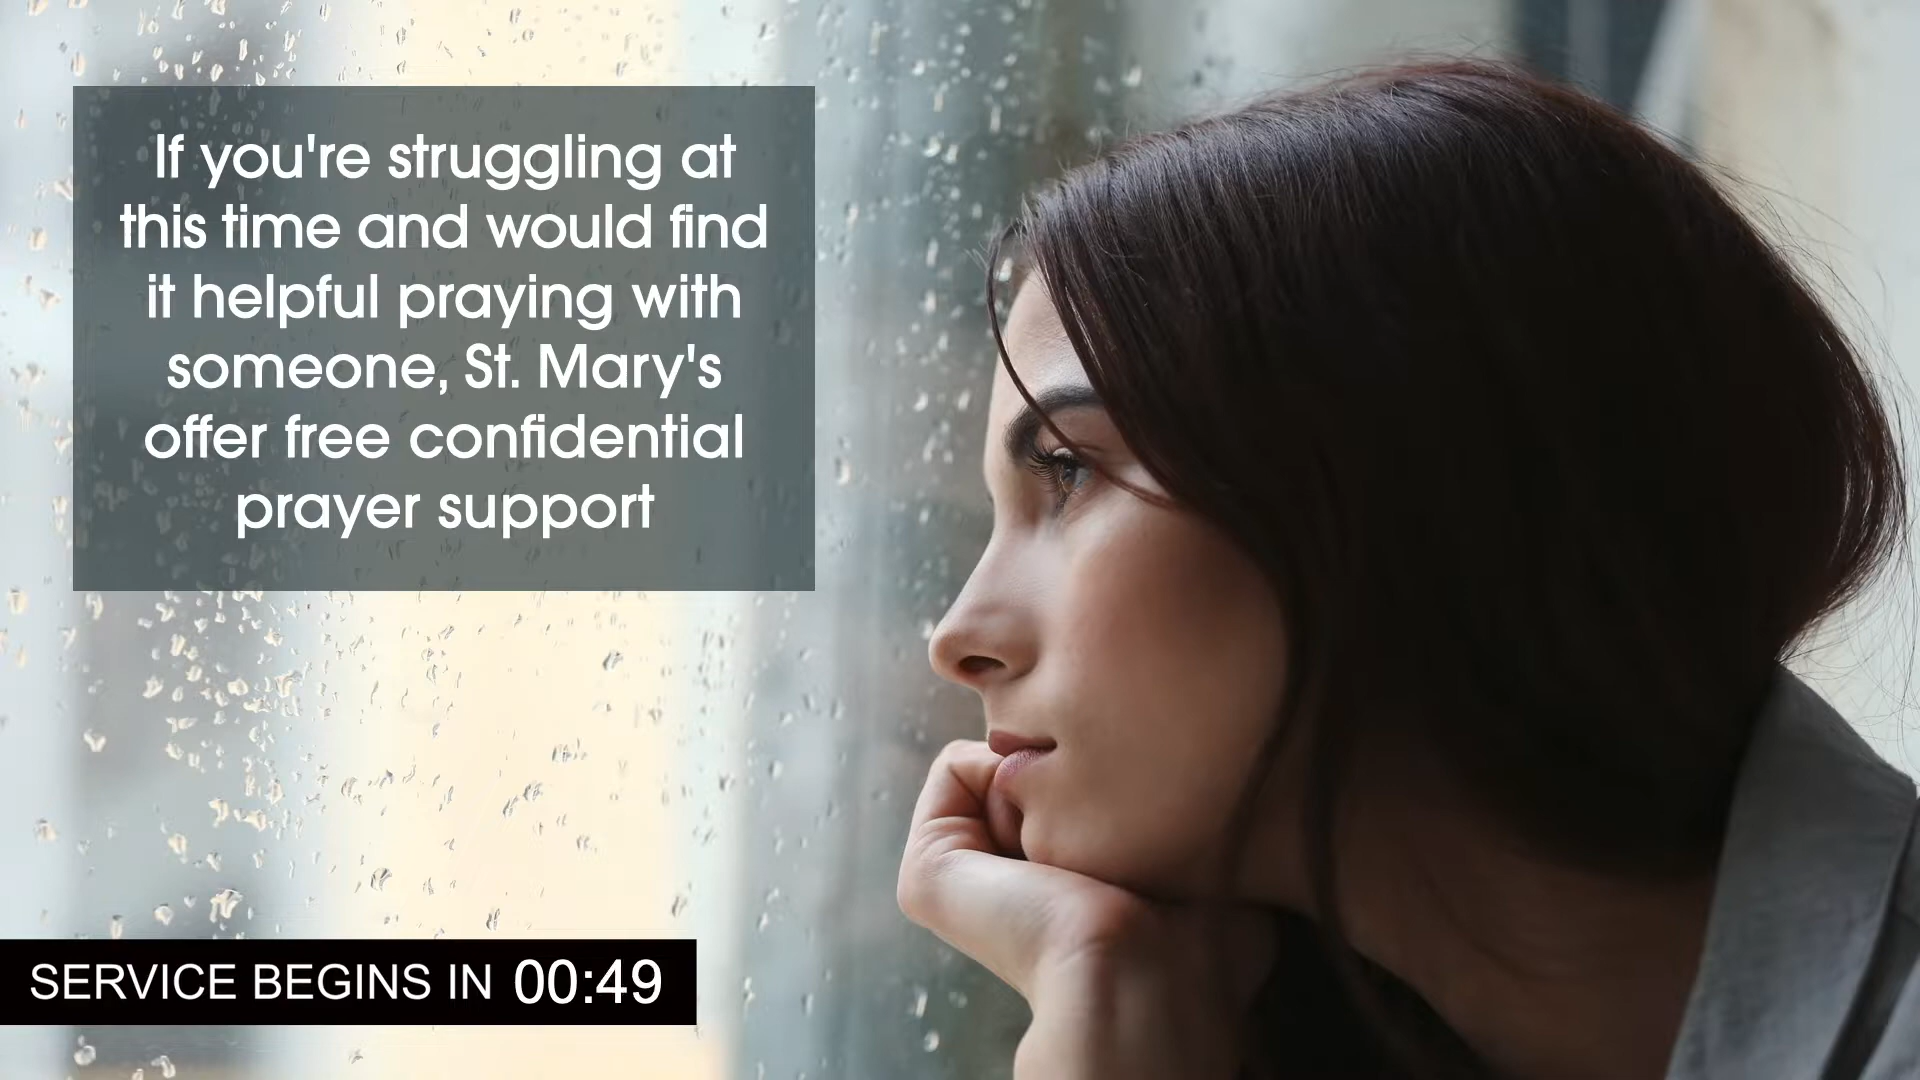 If you're struggling at
this time and would find
it helpful praying with
someone, St. Mary's
offer free confidential
prayer support
SERVICE BEGINS IN 00:49